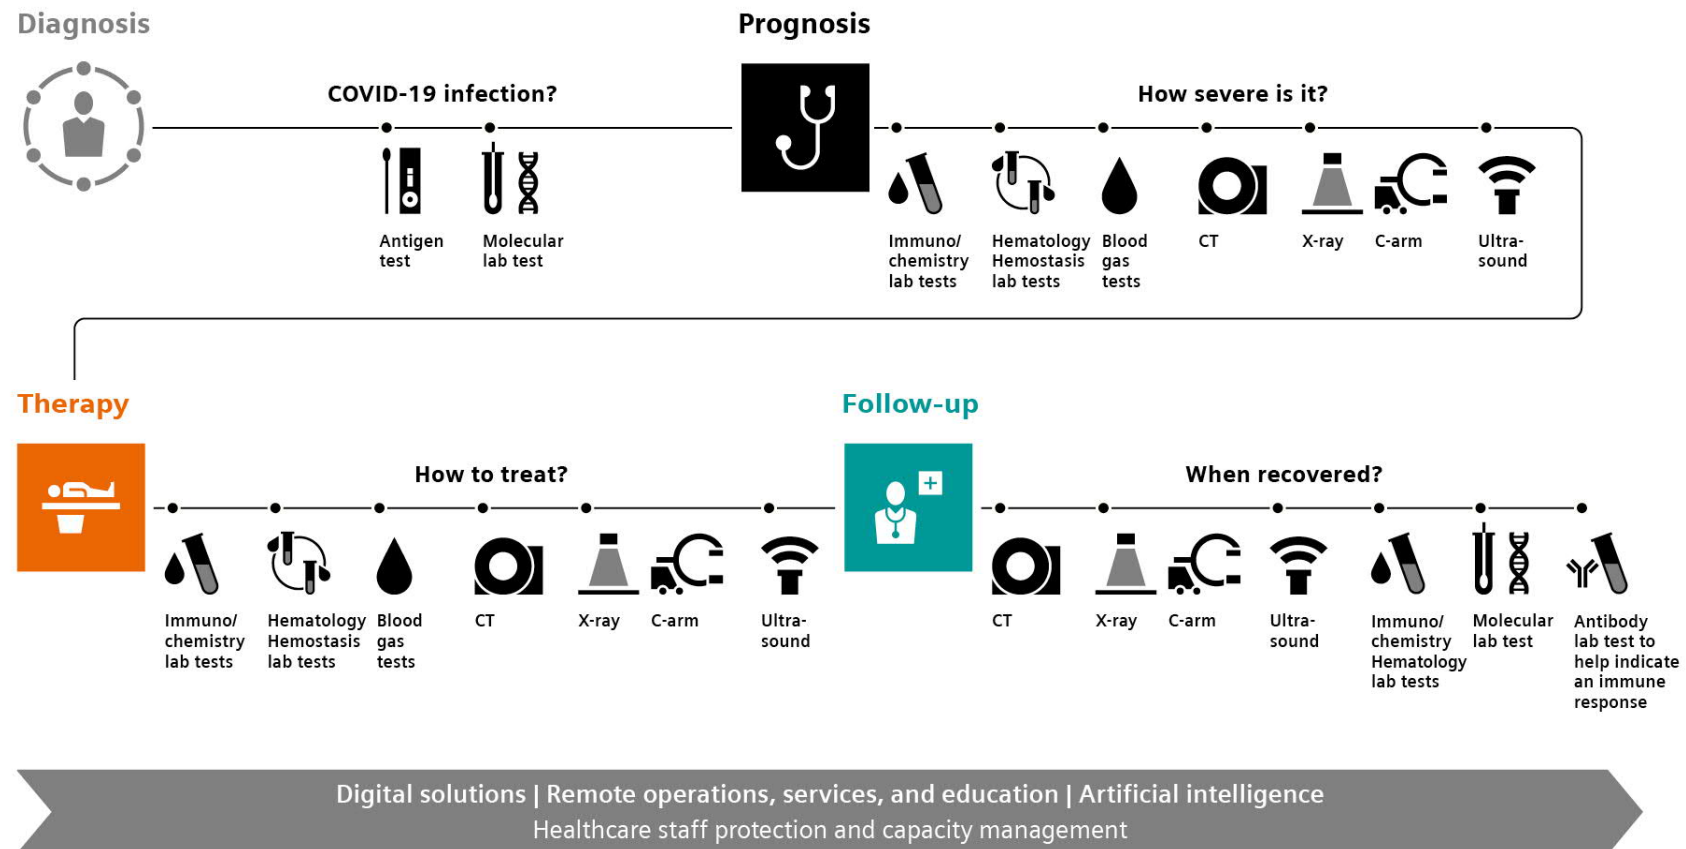 Diagnosis
COVID-19 infection?
Antigen
test
Molecular
lab test
Prognosis
How severe is it?
Immuno/
chemistry
lab tests
Hematology
Hemostasis
lab tests
Blood
gas
tests
CT
X-ray
C-arm
Ultra-
sound
Therapy
How to treat?
Immuno/
chemistry
lab tests
Hematology
Hemostasis
lab tests
Blood
gas
tests
CT
X-ray
C-arm
Ultra-
sound
Follow-up
When recovered?
CT
X-ray
C-arm
Ultra-
sound
Immuno/
chemistry
Hematology
lab tests
Molecular
lab test
Antibody
lab test to
help indicate
an immune
response
Digital solutions | Remote operations, services, and education | Artificial intelligence
Healthcare staff protection and capacity management